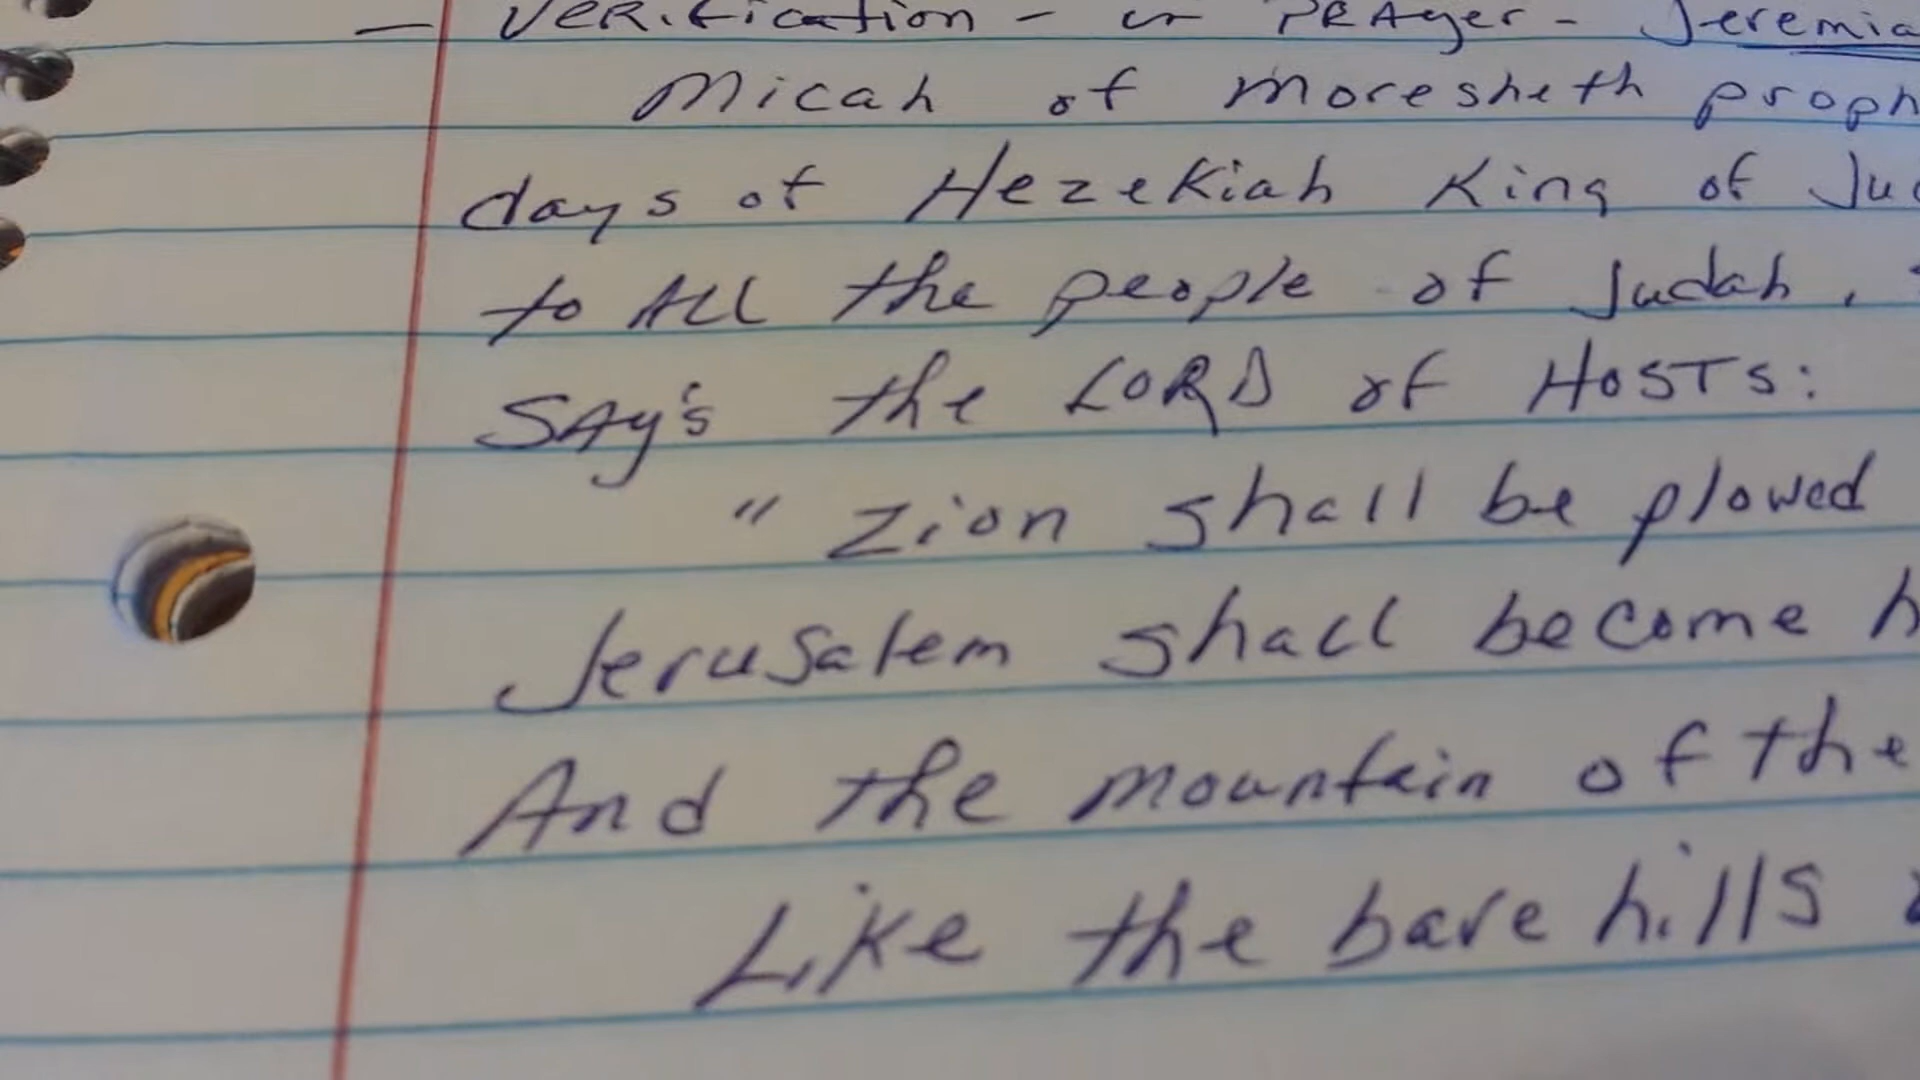 — VERification - in PRAyer - Jeremia
Micah of Moresheth proph
days of Hezekiah King of Jud
to ALL the people of Judah,
SAy's the LORD of HOSTS:
" Zion shall be plowed
Jerusalem shall become h
And the mountain of the
Like the bare hills